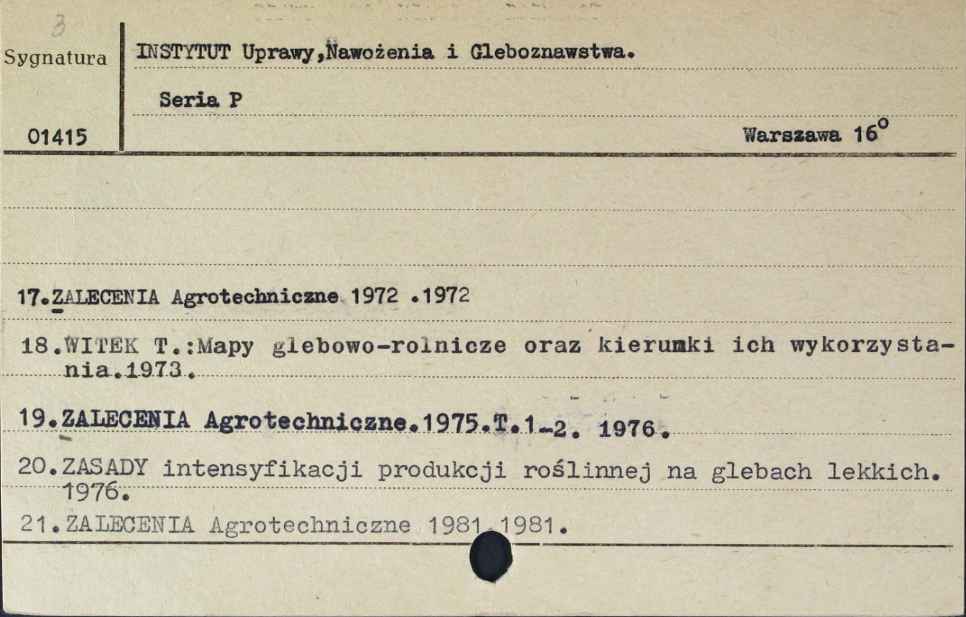 3
Sygnatura
INSTYTUT Uprawy,Nawożenia i Gleboznawstwa.
Seria P
01415
Warszawa 16°
17.ZALECENIA Agrotechniczne 1972 .1972
18.WITEK T.:Mapy glebowo-rolnicze oraz kierunki ich wykorzysta-
nia.1973.
19.ZALECENIA Agrotechniczne.1975.T.1-2. 1976.
20.ZASADY intensyfikacji produkcji roślinnej na glebach lekkich.
1976.
21.ZALECENIA Agrotechniczne 1981.1981.